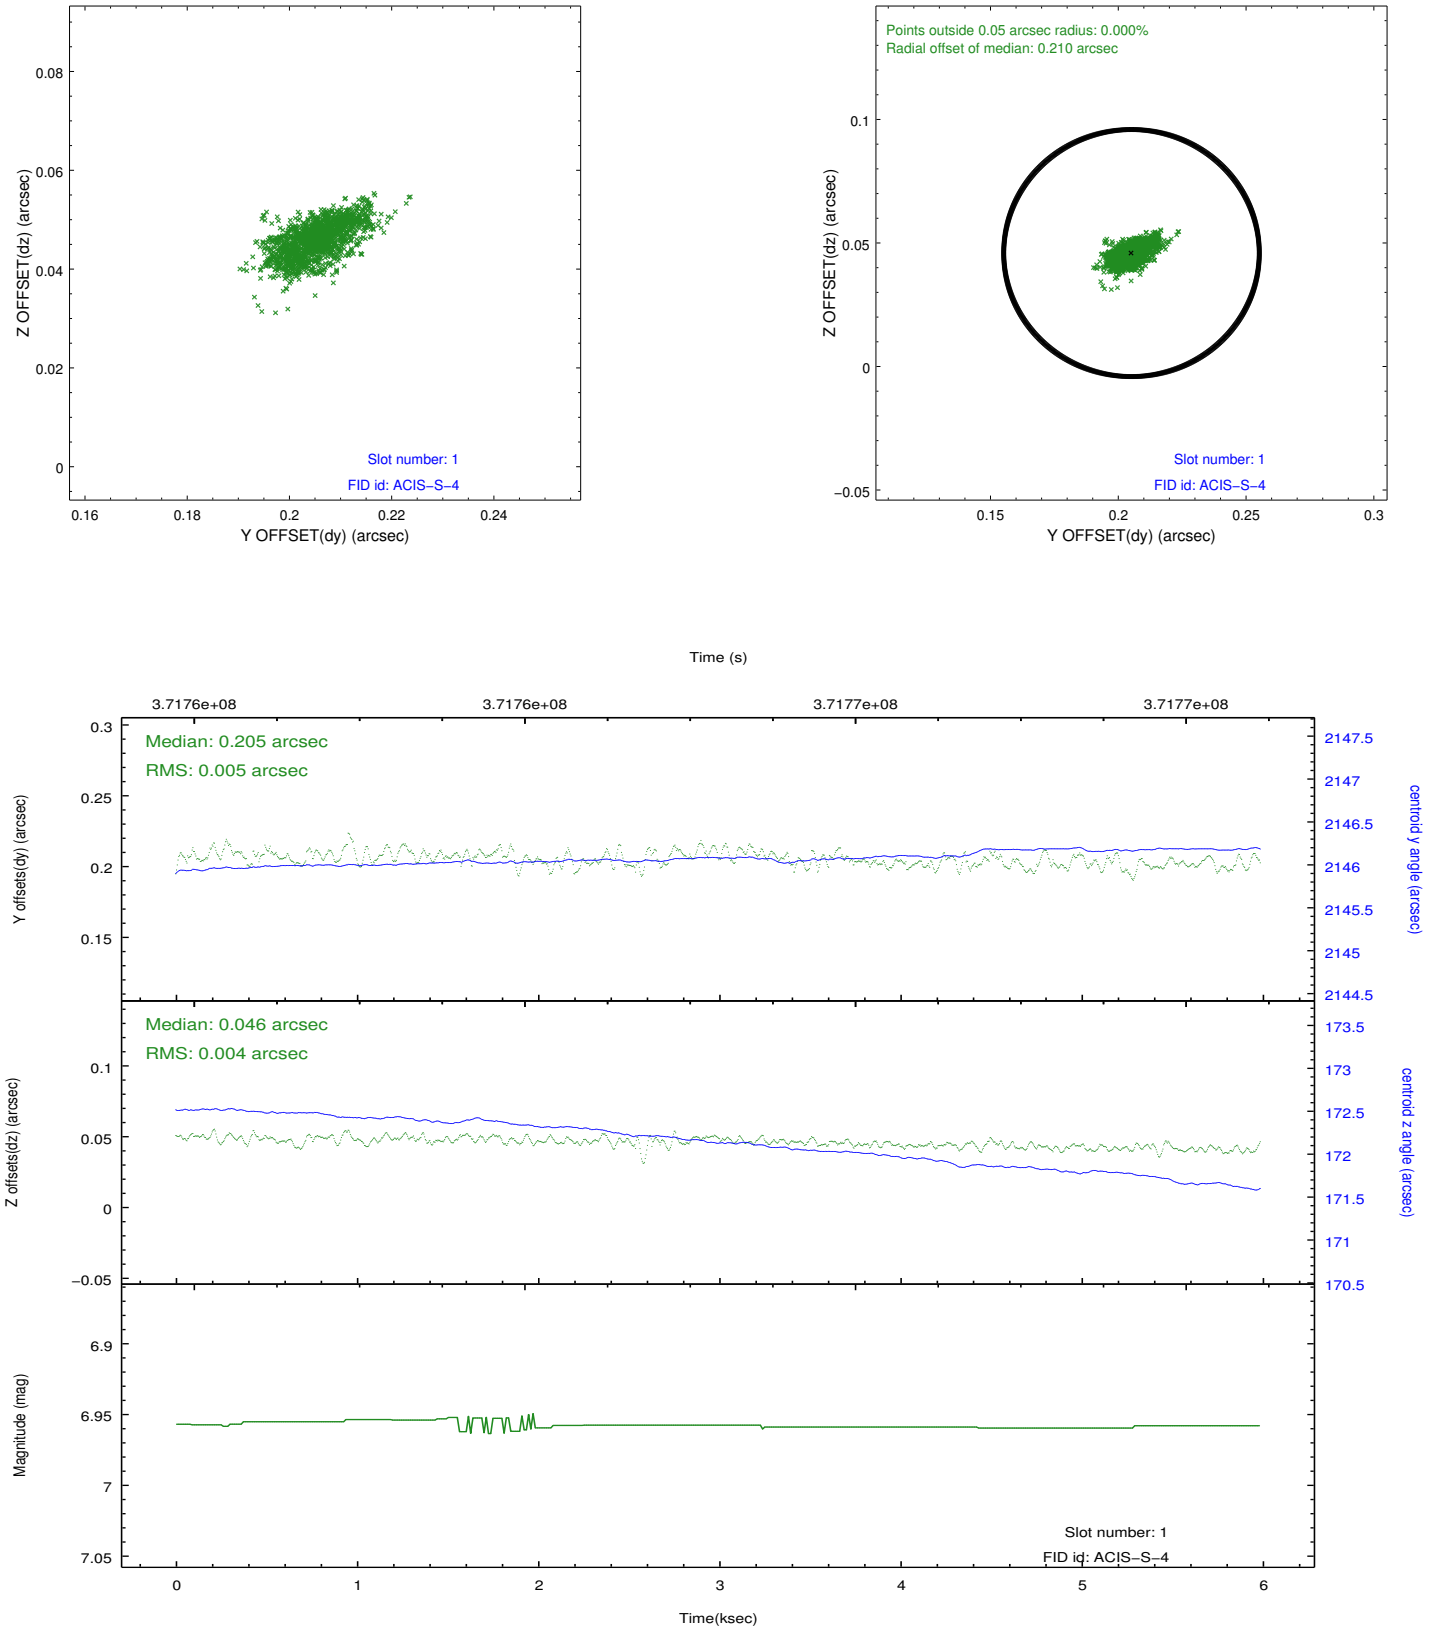 0.08
0.06
0.04
0.02
0
Z OFFSET(dz) (arcsec)
Slot number: 1
FID id: ACIS−S−4
0.16 0.18 0.2 0.22 0.24
Y OFFSET(dy) (arcsec)
Points outside 0.05 arcsec radius: 0.000%
Radial offset of median: 0.210 arcsec
0.1
0.05
0
−0.05
Z OFFSET(dz) (arcsec)
Slot number: 1
FID id: ACIS−S−4
0.15 0.2 0.25 0.3
Y OFFSET(dy) (arcsec)
Time (s)
3.7176e+08 3.7176e+08 3.7177e+08 3.7177e+08
Median: 0.205 arcsec
RMS: 0.005 arcsec
0.3
0.25
0.2
0.15
Y offsets(dy) (arcsec)
2147.5
2147
2146.5
2146
2145.5
2145
2144.5
centroid y angle (arcsec)
Median: 0.046 arcsec
RMS: 0.004 arcsec
0.1
0.05
0
−0.05
Z offsets(dz) (arcsec)
173.5
173
172.5
172
171.5
171
170.5
centroid z angle (arcsec)
6.9
6.95
7
7.05
Magnitude (mag)
Slot number: 1
FID id: ACIS−S−4
0 1 2 3 4 5 6
Time(ksec)